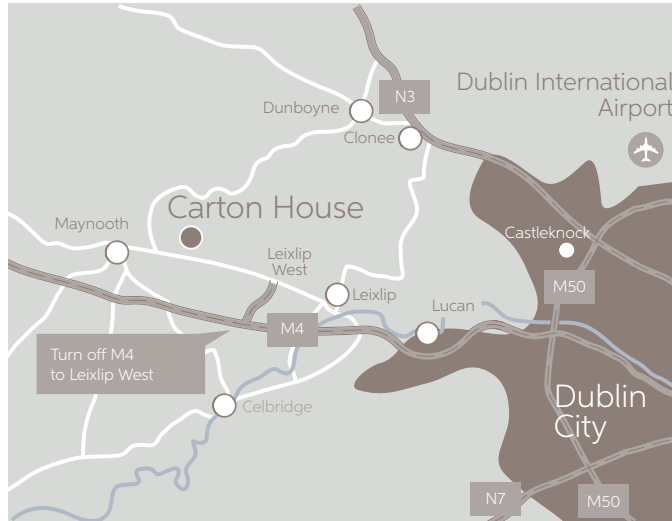 Dublin International
Airport
N3
Dunboyne
Clonee
Carton House
Maynooth
Castleknock
Leixlip
West
M50
Leixlip
Lucan
M4
Turn off M4
to Leixlip West
Celbridge
Dublin
City
N7
M50